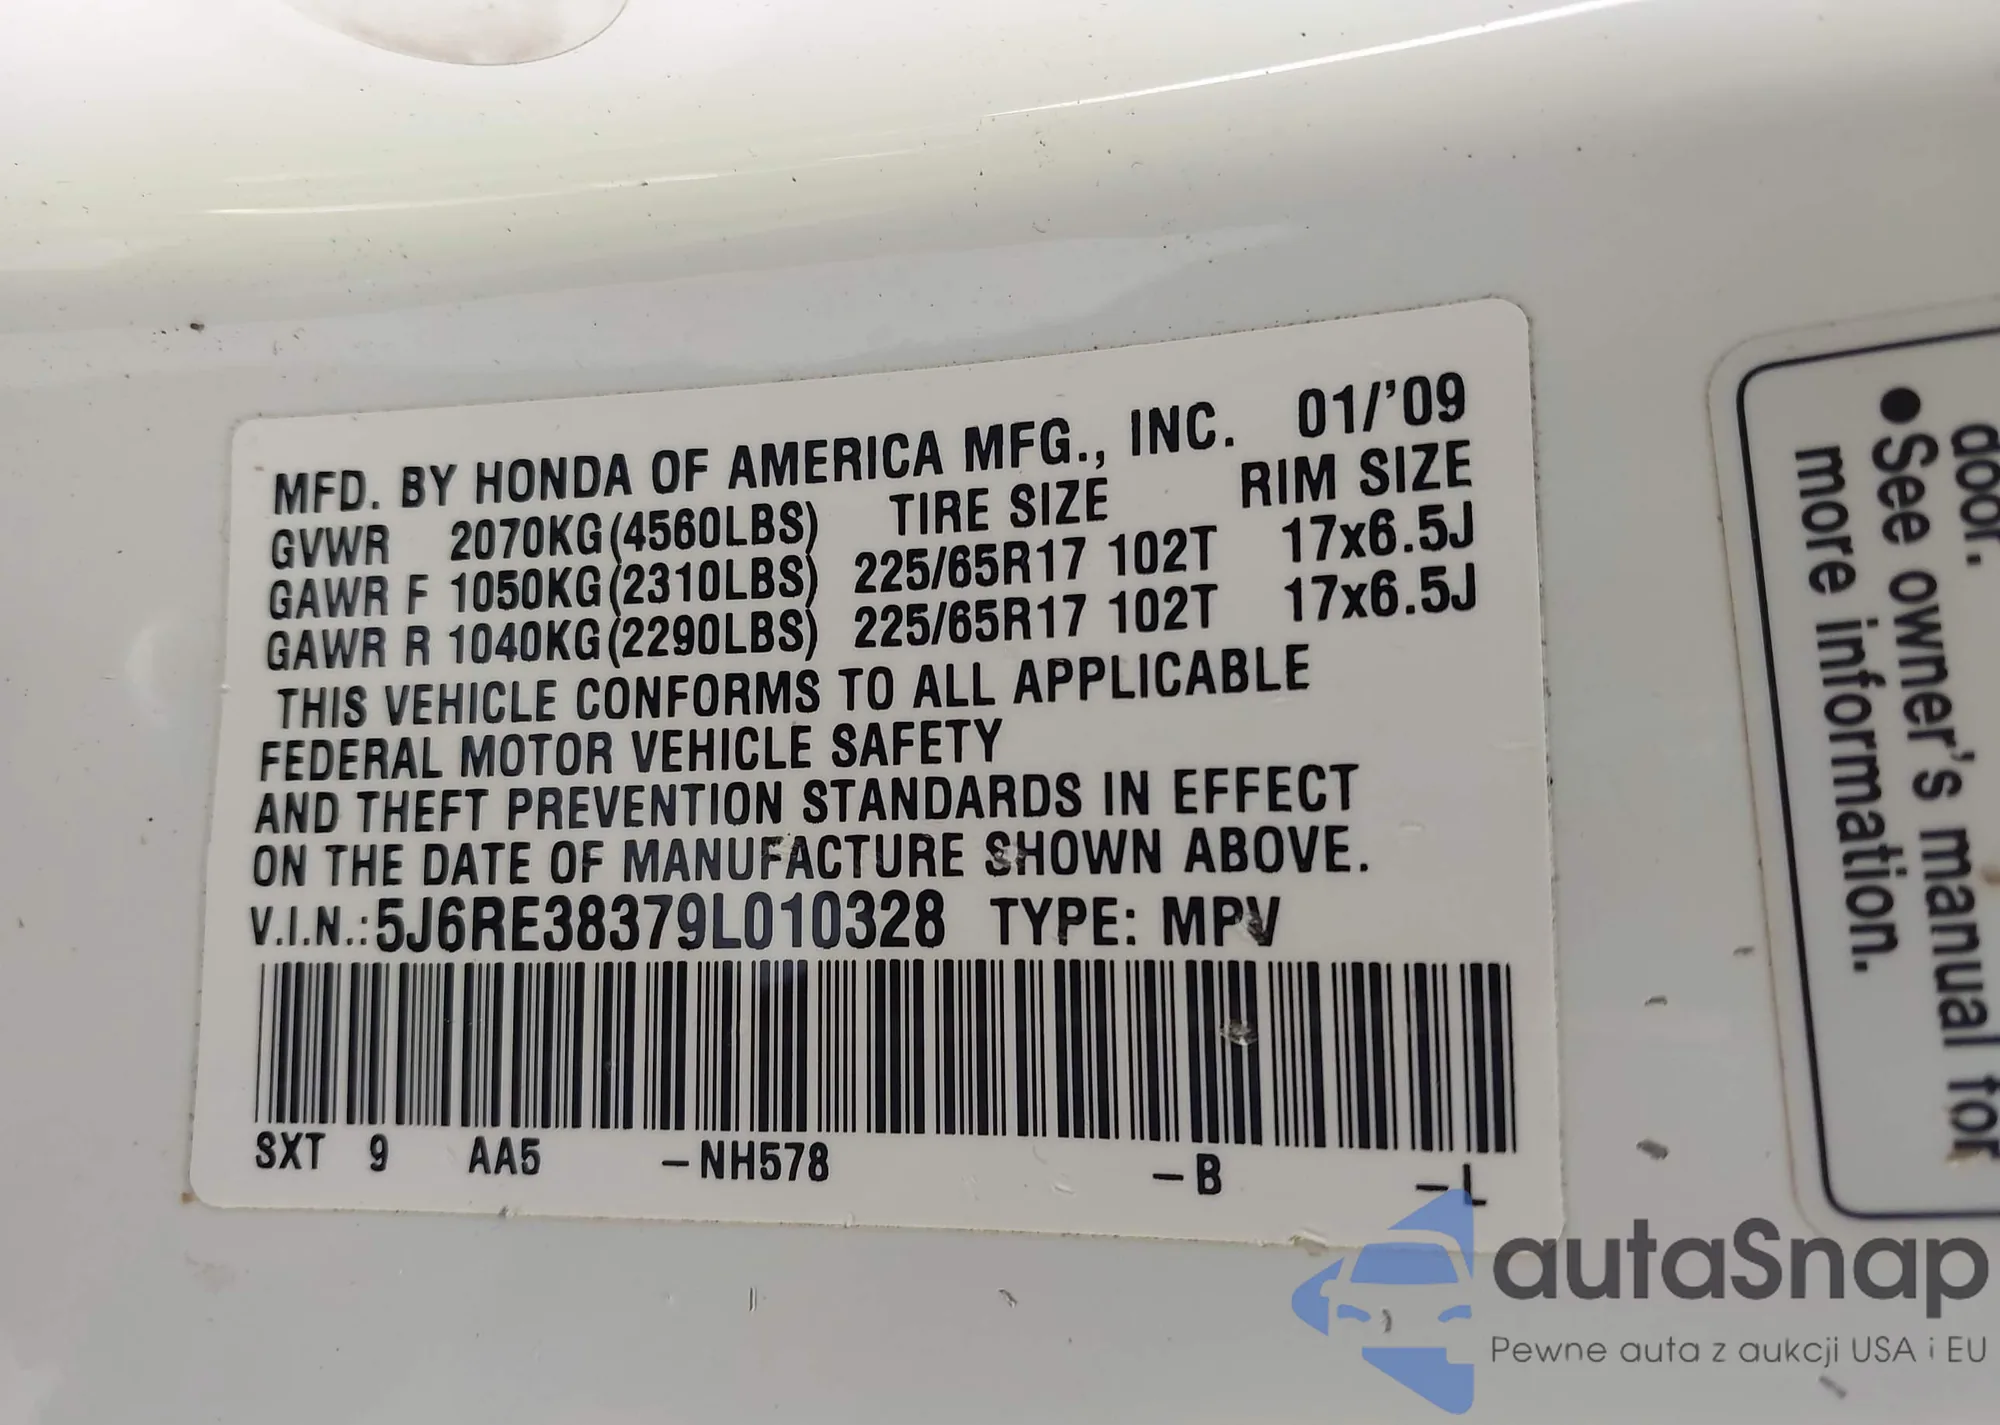 MFD. BY HONDA OF AMERICA MFG., INC. 01/'09
GVWR 2070KG(4560LBS) TIRE SIZE RIM SIZE
GAWR F 1050KG(2310LBS) 225/65R17 102T 17x6.5J
GAWR R 1040KG(2290LBS) 225/65R17 102T 17x6.5J
THIS VEHICLE CONFORMS TO ALL APPLICABLE
FEDERAL MOTOR VEHICLE SAFETY
AND THEFT PREVENTION STANDARDS IN EFFECT
ON THE DATE OF MANUFACTURE SHOWN ABOVE.
V.I.N.:5J6RE38379L010328 TYPE: MPV
SXT 9 AA5 -NH578 -B -L
door.
●See owner's manual for
more information.
autaSnap
Pewne auta z aukcji USA i EU